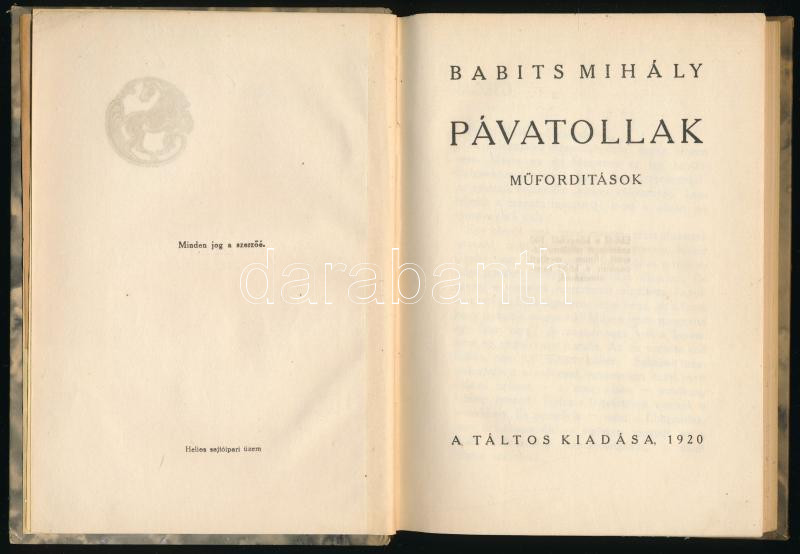 Minden jog a szerzőé.
Helios sajtóipari üzem
BABITS MIHÁLY
PÁVATOLLAK
MŰFORDITÁSOK
A TÁLTOS KIADÁSA, 1920
darabanth